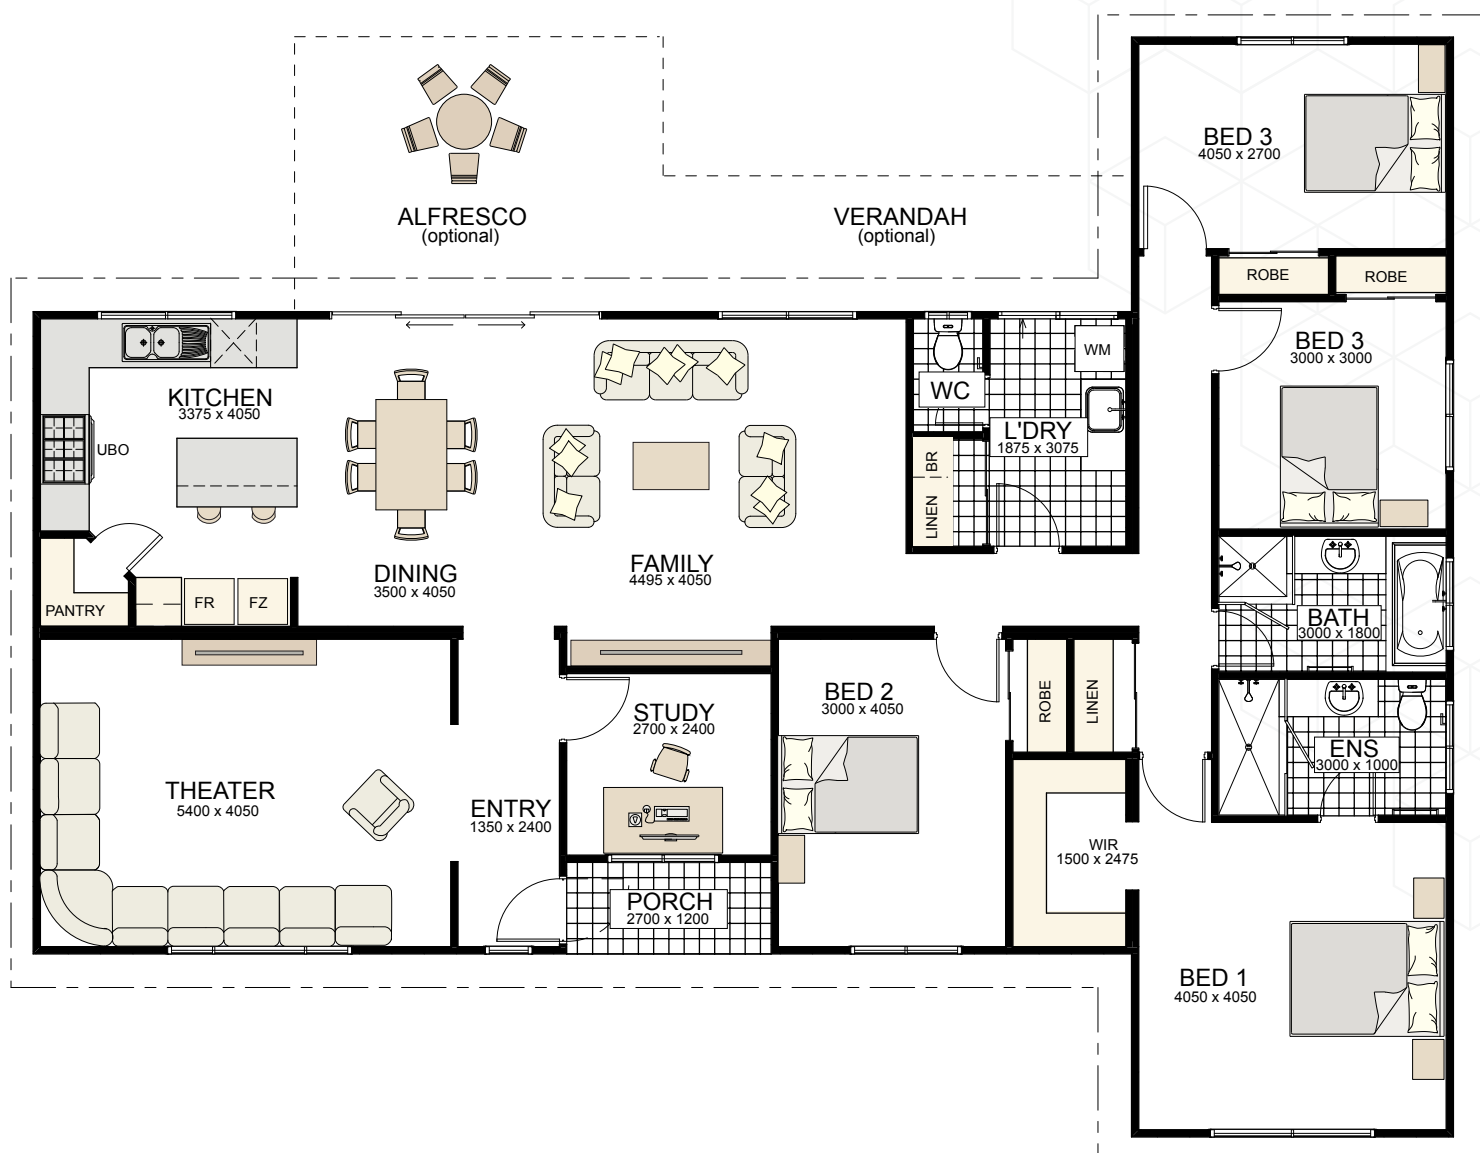 BED 3
4050 x 2700
ALFRESCO
(optional)
VERANDAH
(optional)
ROBE
ROBE
BED 3
3000 x 3000
KITCHEN
3375 x 4050
UBO
WM
WC
L'DRY
1875 x 3075
BR
LINEN
DINING
3500 x 4050
FAMILY
4495 x 4050
PANTRY
FR
FZ
BATH
3000 x 1800
BED 2
3000 x 4050
ROBE
LINEN
STUDY
2700 x 2400
ENS
3000 x 1000
THEATER
5400 x 4050
ENTRY
1350 x 2400
WIR
1500 x 2475
PORCH
2700 x 1200
BED 1
4050 x 4050